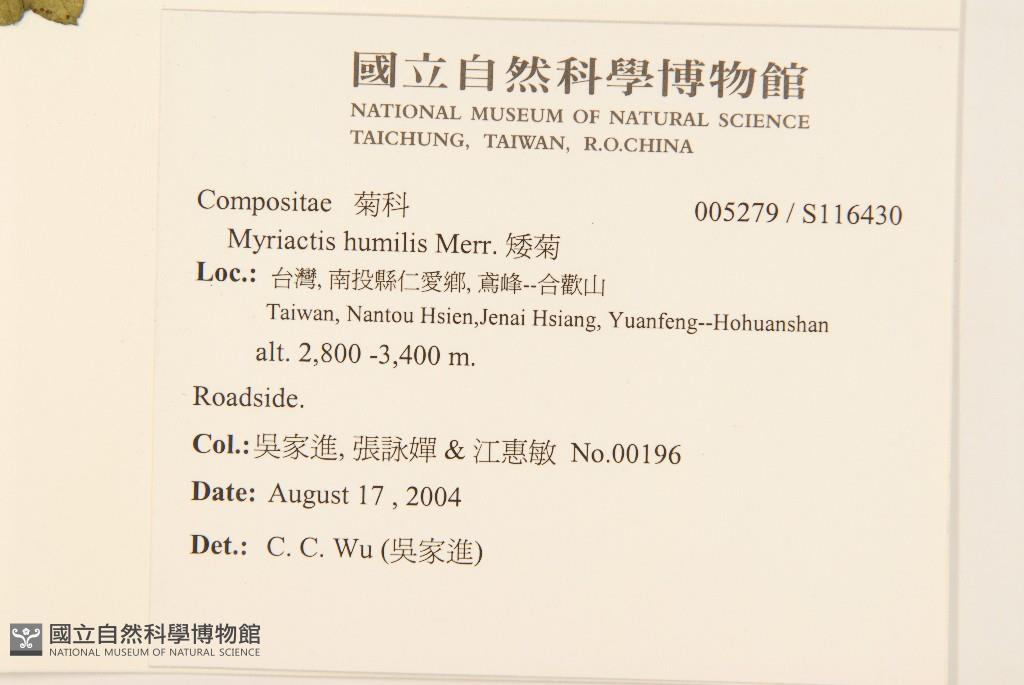 國立自然科學博物館
NATIONAL MUSEUM OF NATURAL SCIENCE
TAICHUNG, TAIWAN, R.O.CHINA
Compositae 菊科 005279 / S116430
Myriactis humilis Merr. 矮菊
Loc.: 台灣, 南投縣仁愛鄉, 鳶峰--合歡山
Taiwan, Nantou Hsien,Jenai Hsiang, Yuanfeng--Hohuanshan
alt. 2,800 -3,400 m.
Roadside.
Col.: 吳家進, 張詠嬋 & 江惠敏 No.00196
Date: August 17 , 2004
Det.: C. C. Wu (吳家進)
國立自然科學博物館
NATIONAL MUSEUM OF NATURAL SCIENCE